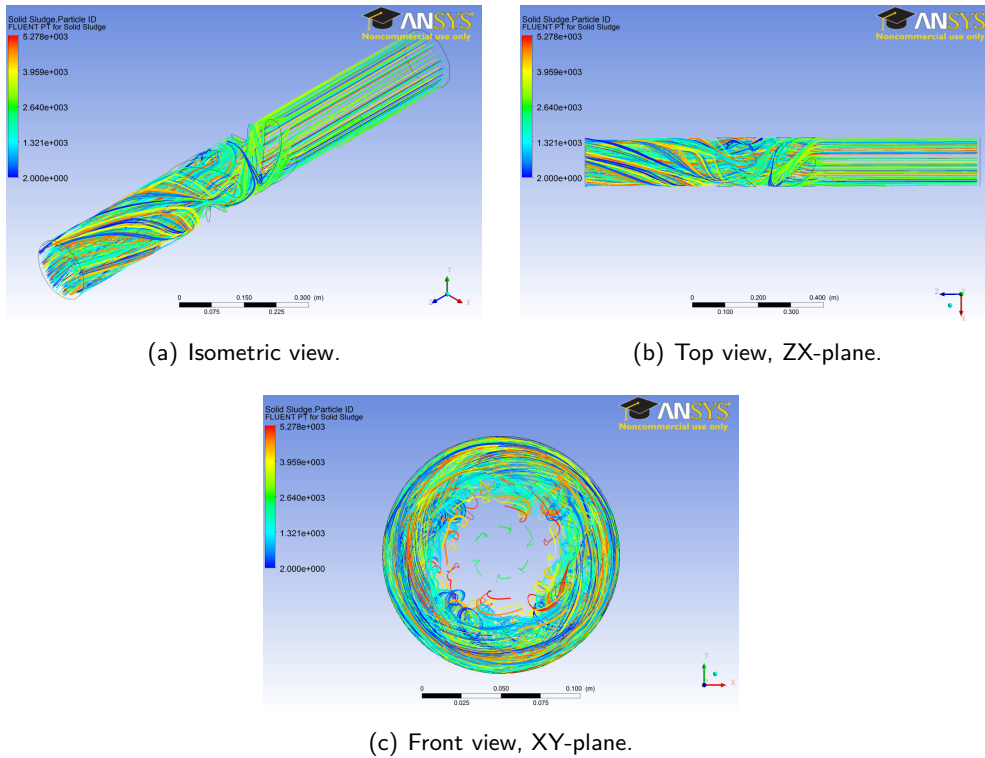 Solid Sludge.Particle ID
FLUENT PT for Solid Sludge
5.278e+003
3.959e+003
2.640e+003
1.321e+003
2.000e+000
ANSYS
Noncommercial use only
0 0.150 0.300 (m)
0.075 0.225
Y
Z X
(a) Isometric view.
Solid Sludge.Particle ID
FLUENT PT for Solid Sludge
5.278e+003
3.959e+003
2.640e+003
1.321e+003
2.000e+000
ANSYS
Noncommercial use only
0 0.200 0.400 (m)
0.100 0.300
Z Y
X
(b) Top view, ZX-plane.
Solid Sludge.Particle ID
FLUENT PT for Solid Sludge
5.278e+003
3.959e+003
2.640e+003
1.321e+003
2.000e+000
ANSYS
Noncommercial use only
0 0.050 0.100 (m)
0.025 0.075
Y
X
(c) Front view, XY-plane.